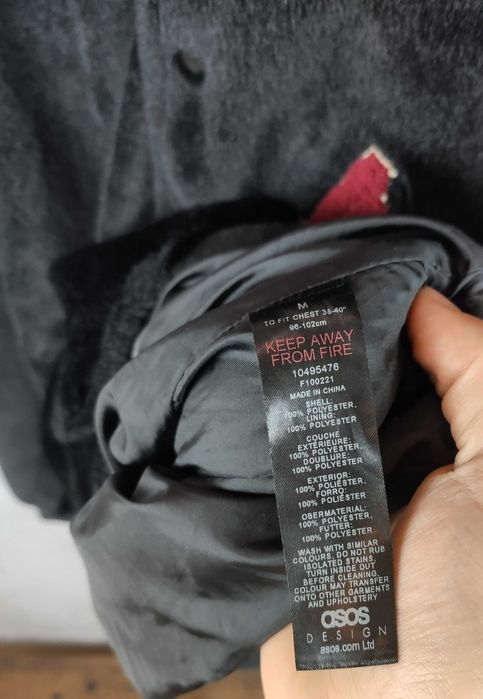 M
TO FIT CHEST 38-40"
96-102cm
KEEP AWAY
FROM FIRE
10495476
F100221
MADE IN CHINA
SHELL:
100% POLYESTER.
LINING:
100% POLYESTER.
COUCHE
EXTÉRIEURE:
100% POLYESTER.
DOUBLURE:
100% POLYESTER.
EXTERIOR:
100% POLIÉSTER.
FORRO:
100% POLIÉSTER.
OBERMATERIAL:
100% POLYESTER.
FUTTER:
100% POLYESTER.
WASH WITH SIMILAR
COLOURS, DO NOT RUB
ISOLATED STAINS,
TURN INSIDE OUT
BEFORE CLEANING,
COLOUR MAY TRANSFER
ONTO OTHER GARMENTS
AND UPHOLSTERY
asos
DESIGN
asos.com Ltd